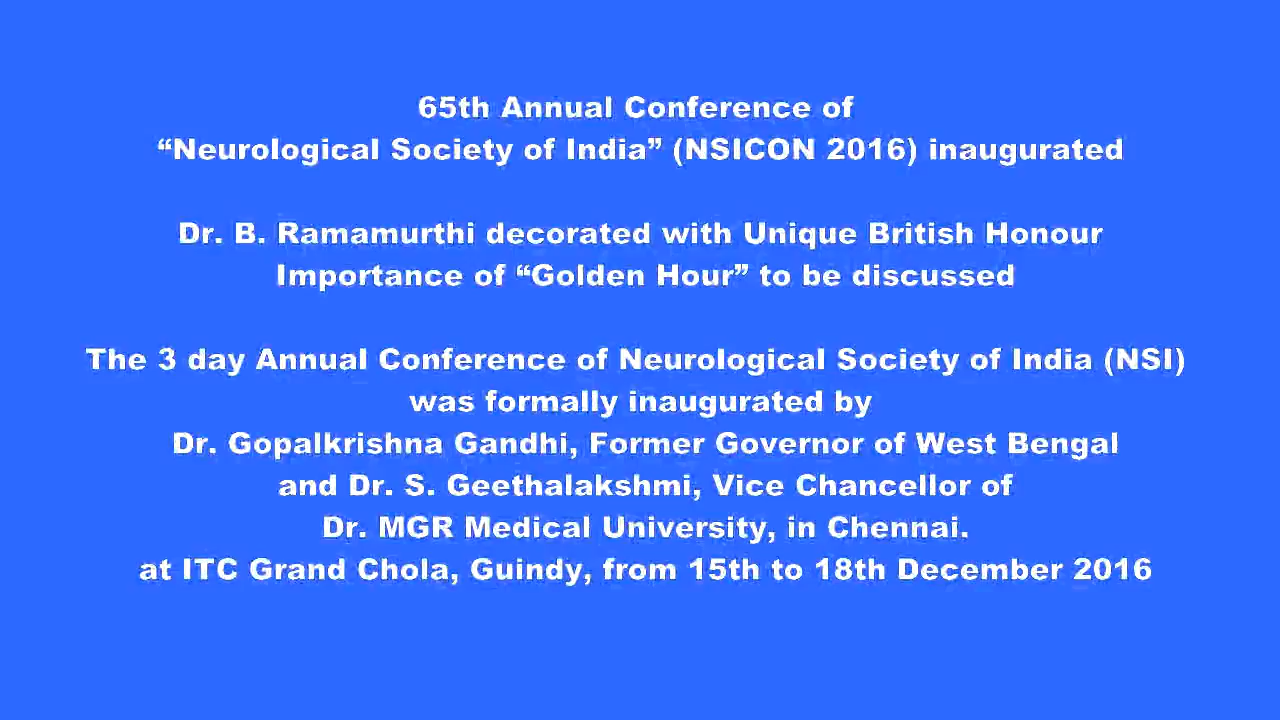 65th Annual Conference of
“Neurological Society of India” (NSICON 2016) inaugurated
Dr. B. Ramamurthi decorated with Unique British Honour
Importance of “Golden Hour” to be discussed
The 3 day Annual Conference of Neurological Society of India (NSI)
was formally inaugurated by
Dr. Gopalkrishna Gandhi, Former Governor of West Bengal
and Dr. S. Geethalakshmi, Vice Chancellor of
Dr. MGR Medical University, in Chennai.
at ITC Grand Chola, Guindy, from 15th to 18th December 2016